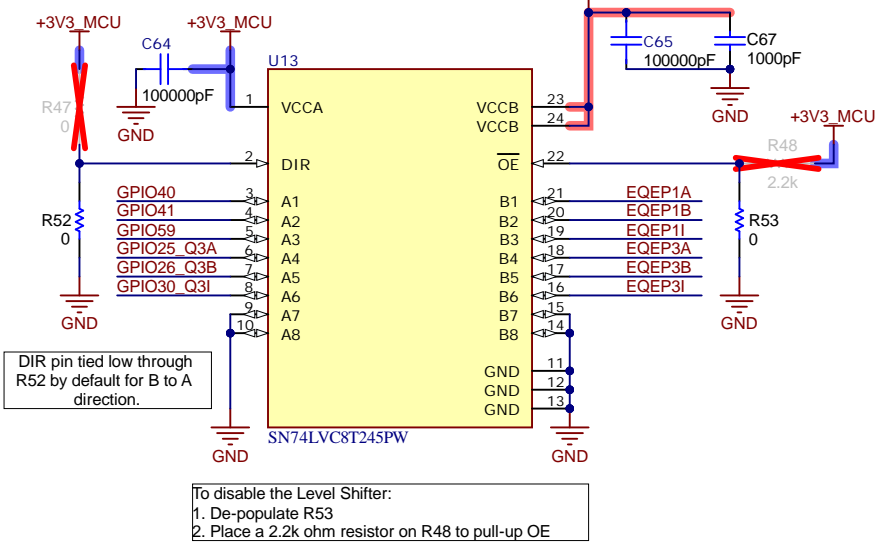 +3V3_MCU
+3V3_MCU
C64
100000pF
GND
R47
0
C65
100000pF
C67
1000pF
GND
+3V3_MCU
R48
2.2k
U13
1 VCCA
VCCB 23
VCCB 24
2 DIR
OE 22
GPIO40 3 A1
B1 21 EQEP1A
GPIO41 4 A2
B2 20 EQEP1B
GPIO59 5 A3
B3 19 EQEP1I
GPIO25_Q3A 6 A4
B4 18 EQEP3A
GPIO26_Q3B 7 A5
B5 17 EQEP3B
GPIO30_Q3I 8 A6
B6 16 EQEP3I
9 A7
B7 15
10 A8
B8 14
GND 11
GND 12
GND 13
R52
0
GND
R53
0
GND
SN74LVC8T245PW
GND
GND
DIR pin tied low through
R52 by default for B to A
direction.
To disable the Level Shifter:
1. De-populate R53
2. Place a 2.2k ohm resistor on R48 to pull-up OE